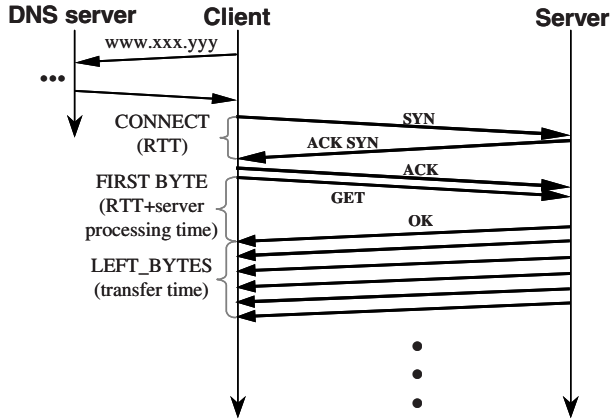 DNS server Client Server
www.xxx.yyy
...
SYN
CONNECT
(RTT)
ACK SYN
ACK
FIRST BYTE
(RTT+server
processing time)
GET
OK
LEFT_BYTES
(transfer time)